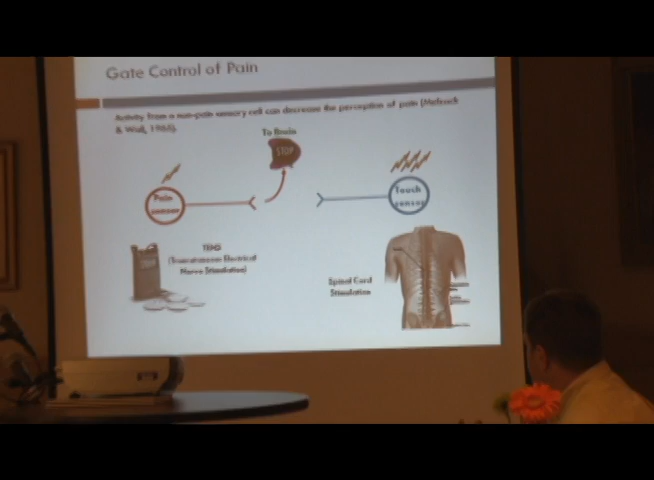 Gate Control of Pain
Activity from a non-pain sensory cell can decrease the perception of pain (Melzack
& Wall, 1965).
To Brain
STOP
Pain
sensor
Touch
sensor
TENS
(Transcutaneous Electrical
Nerve Stimulation)
Spinal Cord
Stimulation